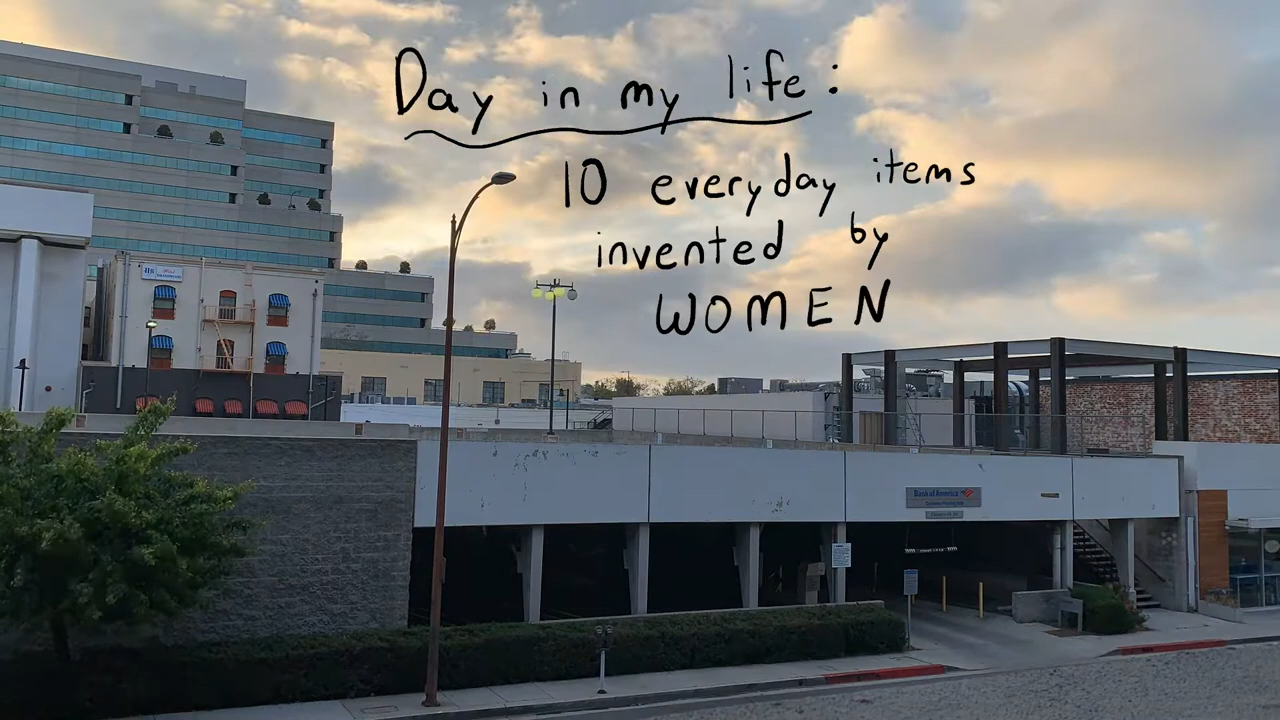 Day in my life:
10 everyday items
invented by
WOMEN
Bank of America